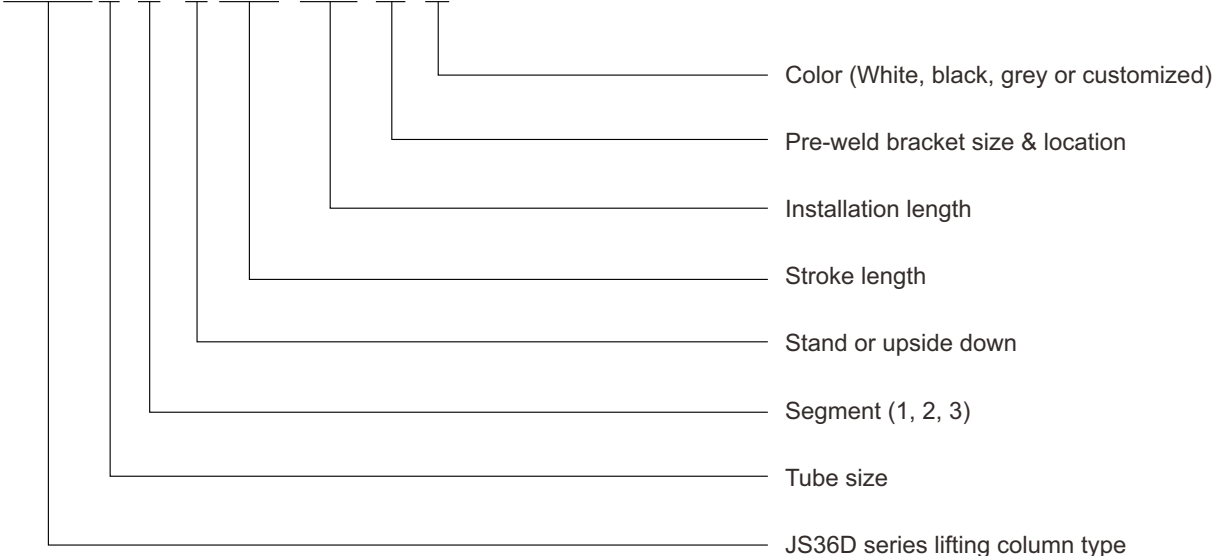 Color (White, black, grey or customized)
Pre-weld bracket size & location
Installation length
Stroke length
Stand or upside down
Segment (1, 2, 3)
Tube size
JS36D series lifting column type